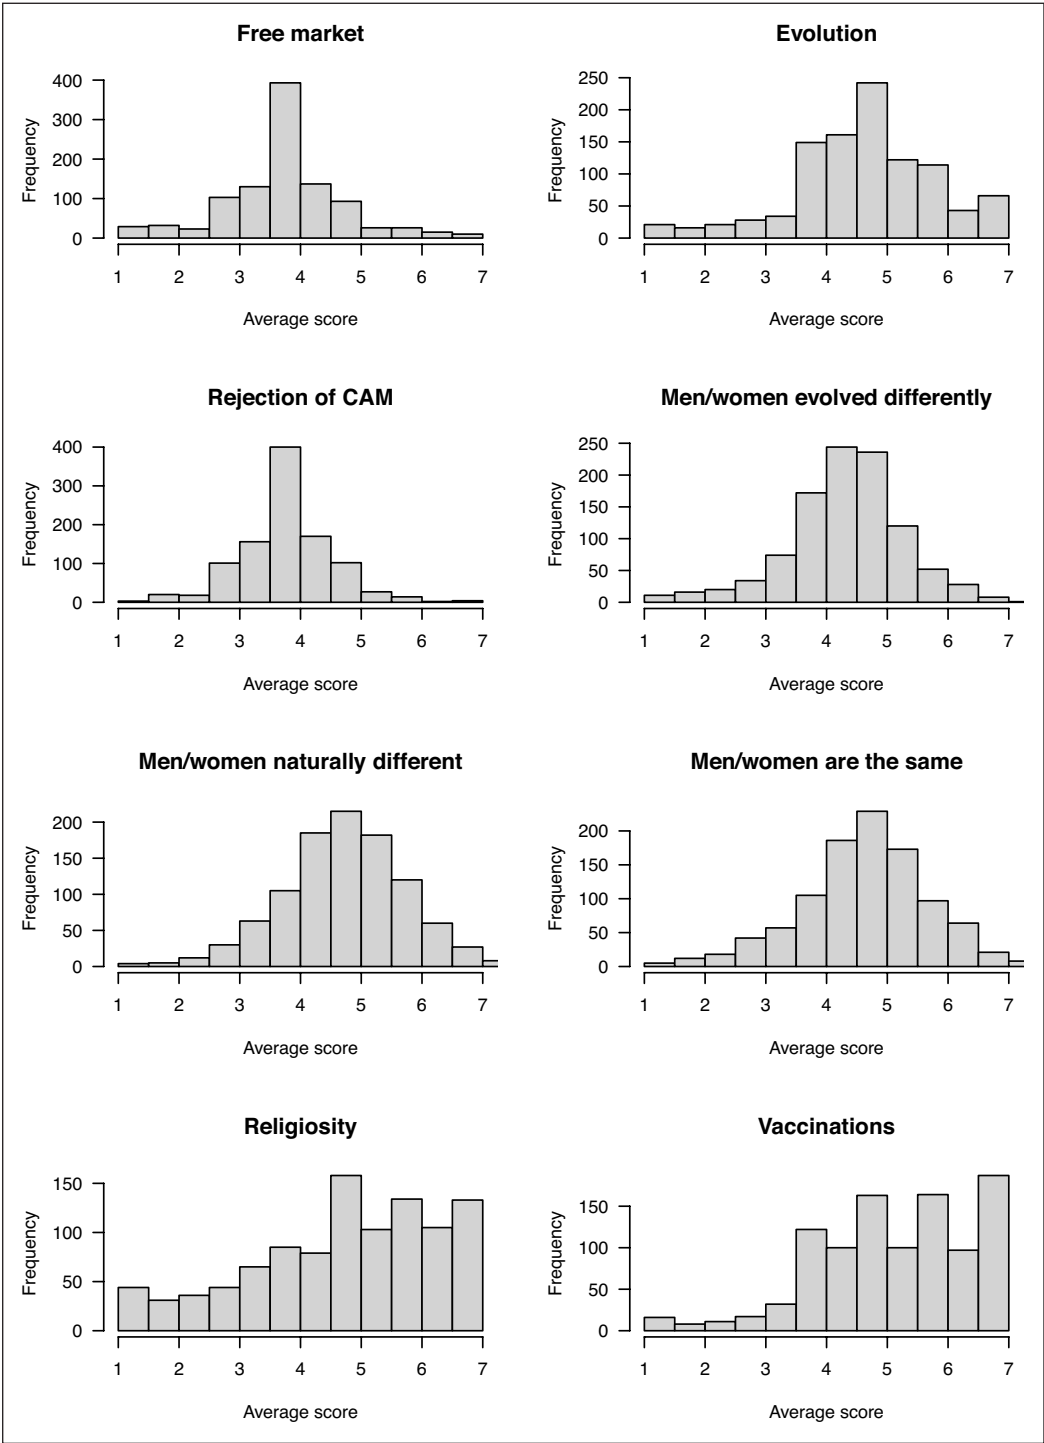 Free market
Frequency
400
300
200
100
0
1 2 3 4 5 6 7
Average score
Evolution
Frequency
250
200
150
100
50
0
1 2 3 4 5 6 7
Average score
Rejection of CAM
Frequency
400
300
200
100
0
1 2 3 4 5 6 7
Average score
Men/women evolved differently
Frequency
250
200
150
100
50
0
1 2 3 4 5 6 7
Average score
Men/women naturally different
Frequency
200
150
100
50
0
1 2 3 4 5 6 7
Average score
Men/women are the same
Frequency
200
150
100
50
0
1 2 3 4 5 6 7
Average score
Religiosity
Frequency
150
100
50
0
1 2 3 4 5 6 7
Average score
Vaccinations
Frequency
150
100
50
0
1 2 3 4 5 6 7
Average score